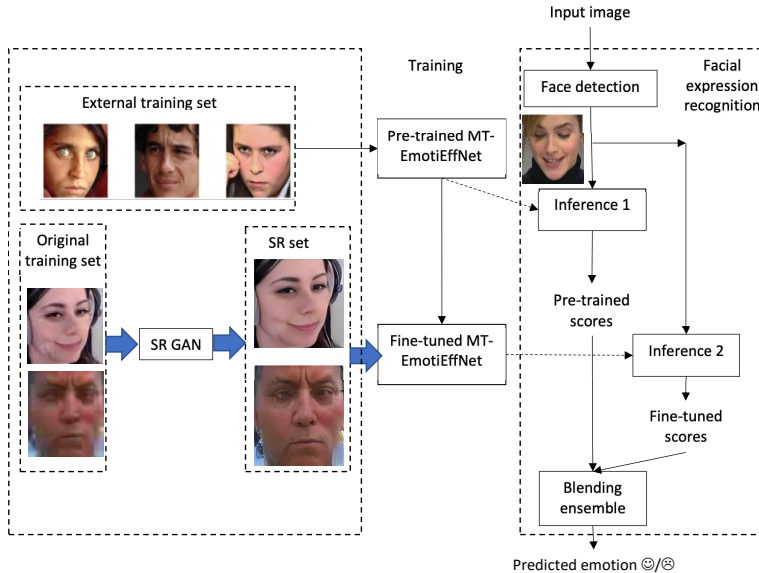 Input image
Training
Face detection
Facial
expression
recognition
External training set
Pre-trained MT-
EmotiEffNet
Inference 1
Original
training set
SR set
Pre-trained
scores
SR GAN
Fine-tuned MT-
EmotiEffNet
Inference 2
Fine-tuned
scores
Blending
ensemble
Predicted emotion ☺/☹